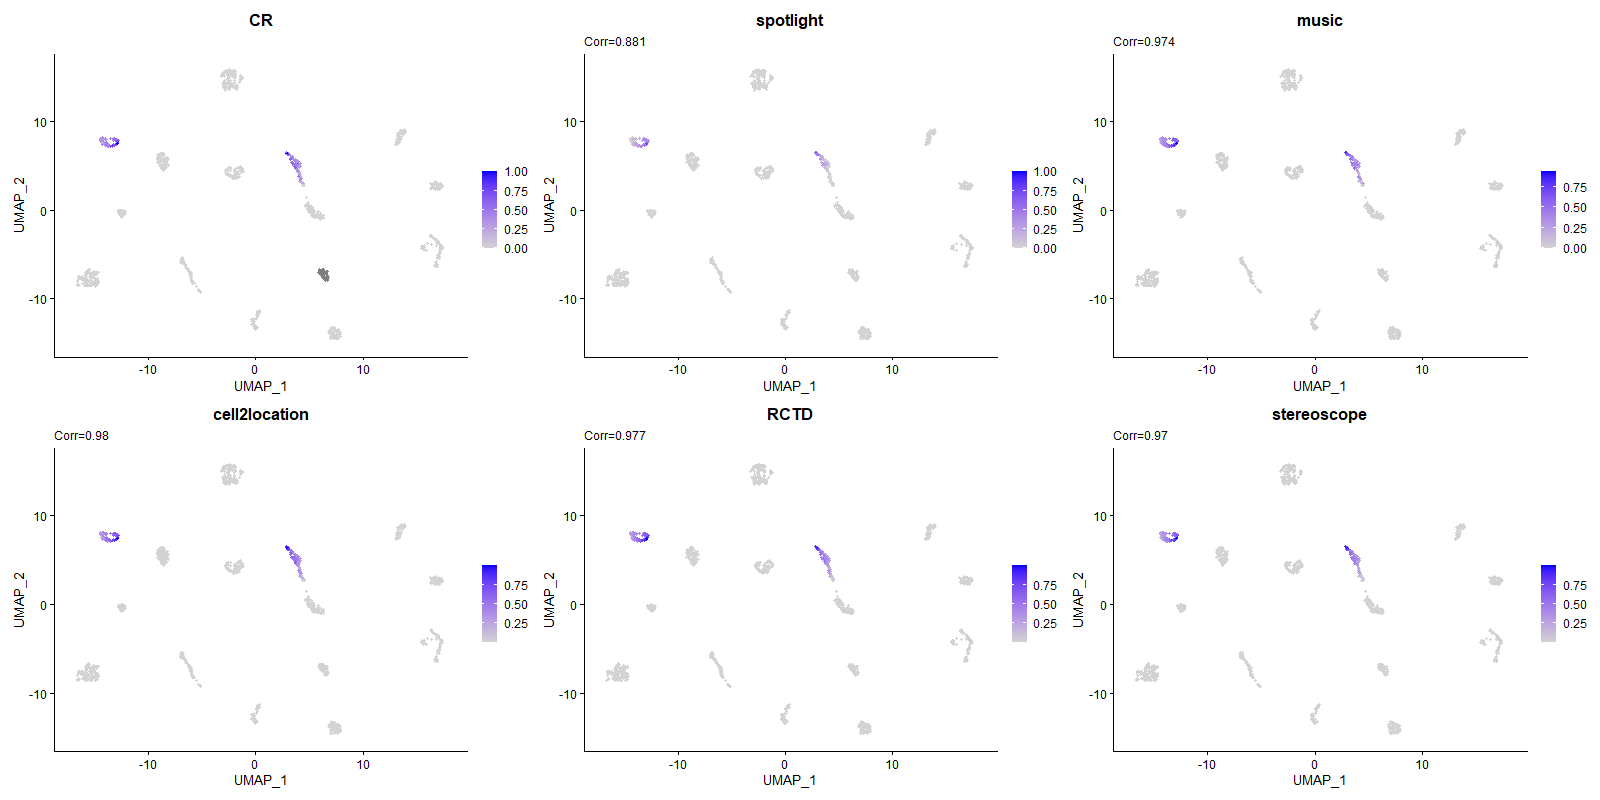 CR
UMAP_2
10
0
-10
-10
0
10
UMAP_1
1.00
0.75
0.50
0.25
0.00
spotlight
Corr=0.881
UMAP_2
10
0
-10
-10
0
10
UMAP_1
1.00
0.75
0.50
0.25
0.00
music
Corr=0.974
UMAP_2
10
0
-10
-10
0
10
UMAP_1
0.75
0.50
0.25
0.00
cell2location
Corr=0.98
UMAP_2
10
0
-10
-10
0
10
UMAP_1
0.75
0.50
0.25
RCTD
Corr=0.977
UMAP_2
10
0
-10
-10
0
10
UMAP_1
0.75
0.50
0.25
stereoscope
Corr=0.97
UMAP_2
10
0
-10
-10
0
10
UMAP_1
0.75
0.50
0.25